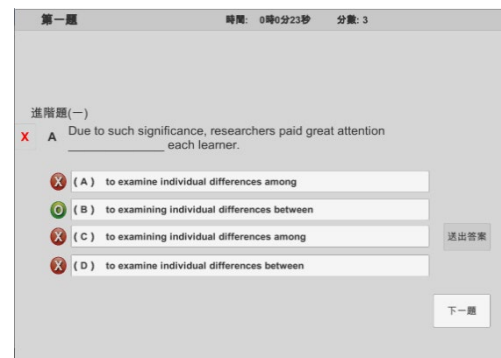 第一題 時間: 0時0分23秒 分數: 3
進階題(一)
X A Due to such significance, researchers paid great attention
______________ each learner.
X (A) to examine individual differences among
O (B) to examining individual differences between
X (C) to examining individual differences among
送出答案
X (D) to examine individual differences between
下一題